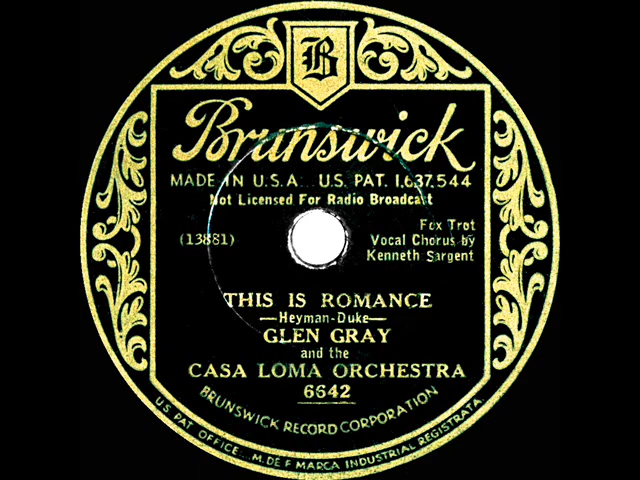 B
Brunswick
MADE IN U.S.A. U.S. PAT. 1,637,544
Not Licensed For Radio Broadcast
Fox Trot
(13881)
Vocal Chorus by
Kenneth Sargent
THIS IS ROMANCE
—Heyman-Duke—
GLEN GRAY
and the
CASA LOMA ORCHESTRA
6642
BRUNSWICK RECORD CORPORATION
U.S. PAT. OFFICE... M. DE F. MARCA INDUSTRIAL REGISTRATA.